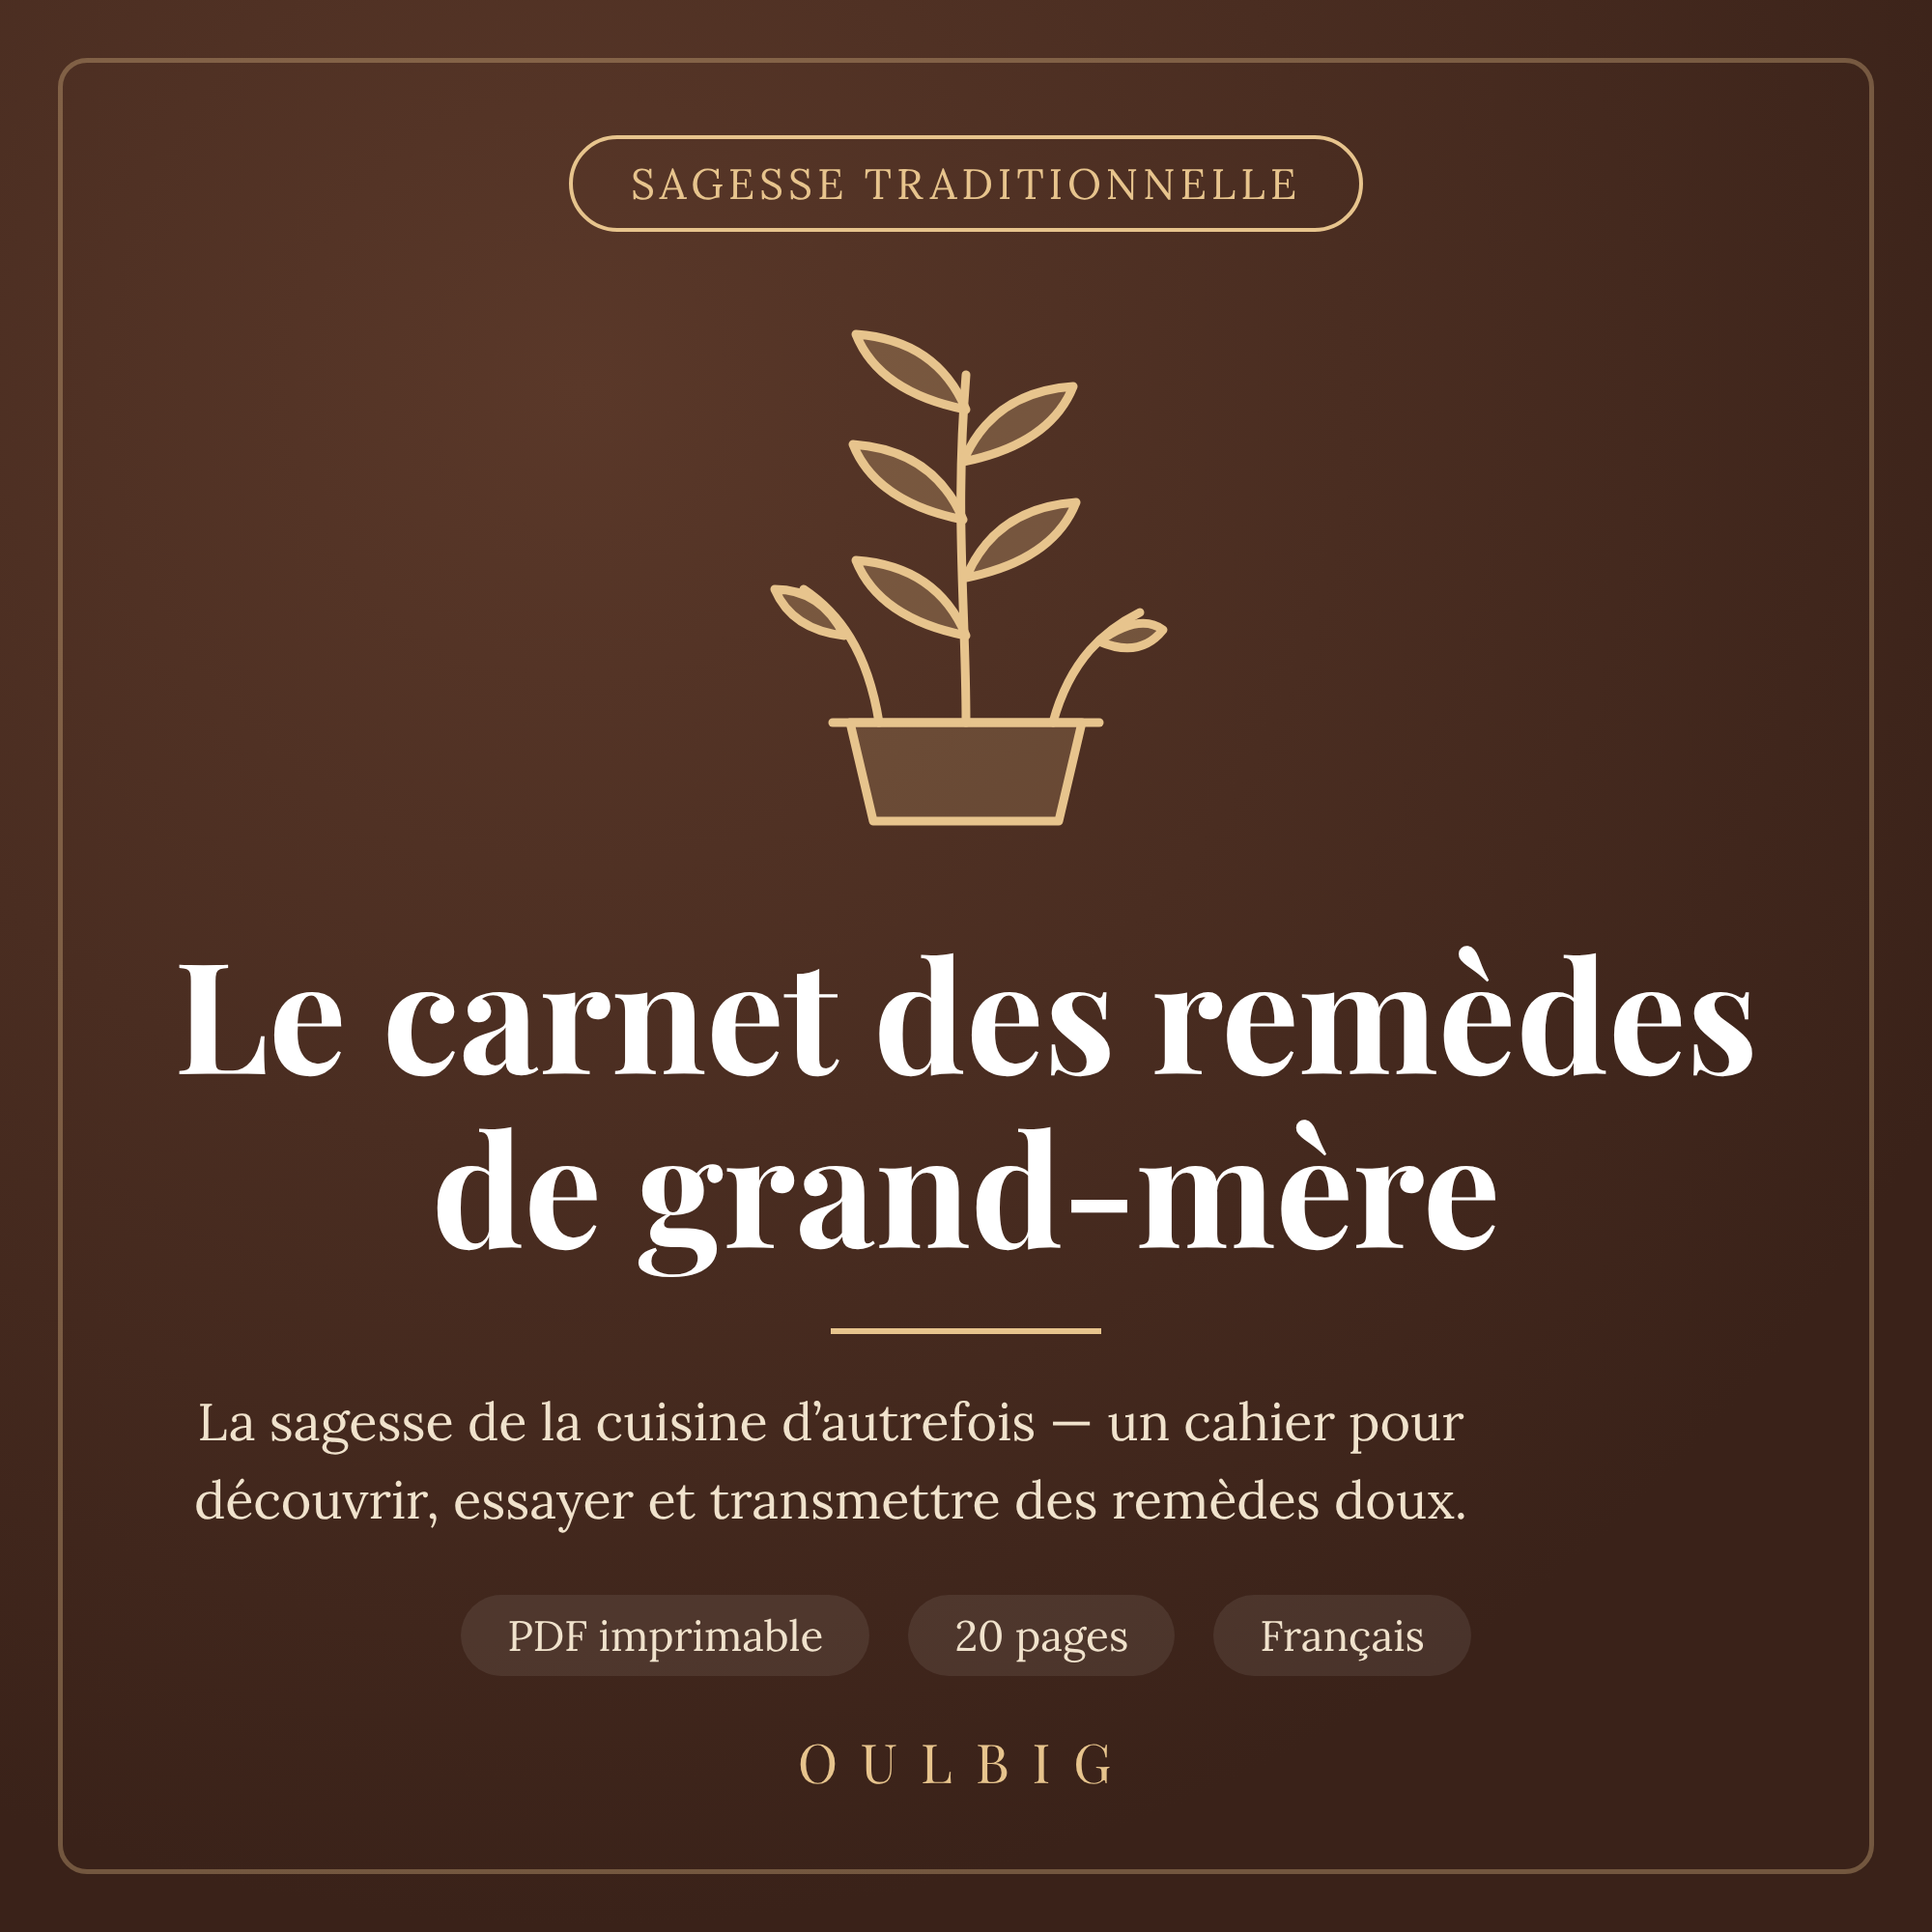 SAGESSE TRADITIONNELLE
Le carnet des remèdes
de grand-mère
La sagesse de la cuisine d’autrefois — un cahier pour
découvrir, essayer et transmettre des remèdes doux.
PDF imprimable
20 pages
Français
OULBIG